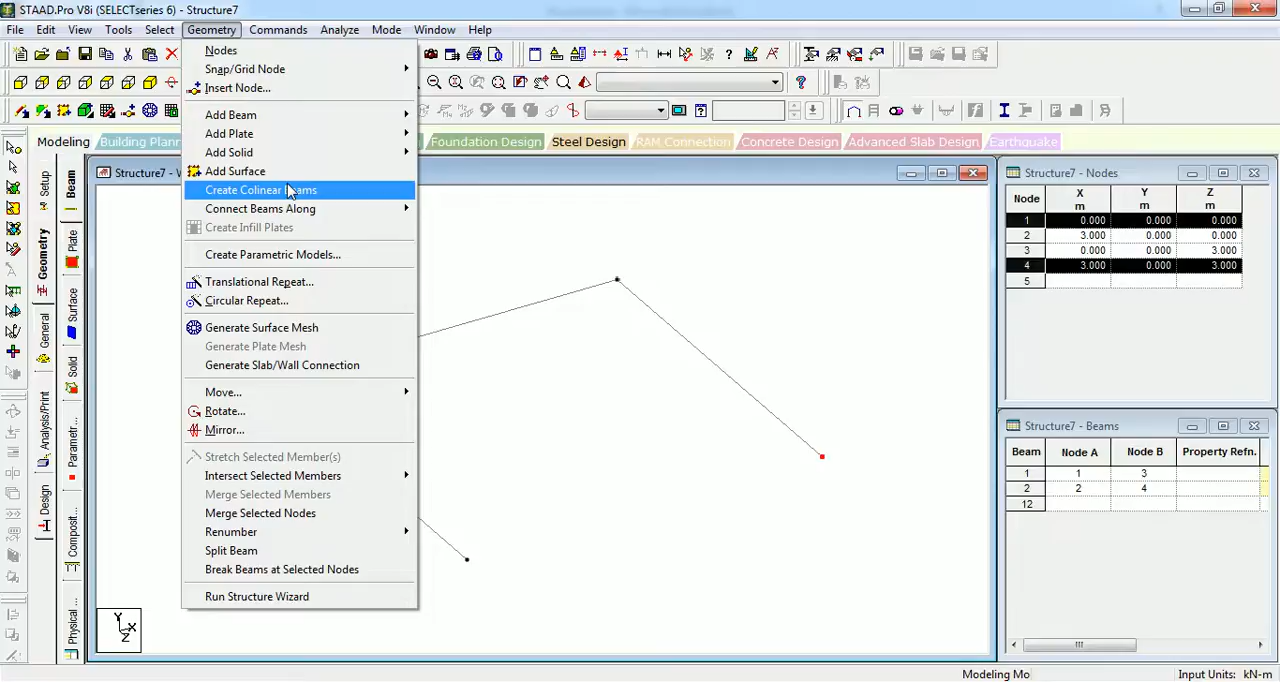 STAAD.Pro V8i (SELECTseries 6) - Structure7
File Edit View Tools Select Geometry Commands Analyze Mode Window Help
Nodes
Snap/Grid Node
Insert Node...
Add Beam
Add Plate
Add Solid
Add Surface
Create Colinear Beams
Connect Beams Along
Create Infill Plates
Create Parametric Models...
Translational Repeat...
Circular Repeat...
Generate Surface Mesh
Generate Plate Mesh
Generate Slab/Wall Connection
Move...
Rotate...
Mirror...
Stretch Selected Member(s)
Intersect Selected Members
Merge Selected Members
Merge Selected Nodes
Renumber
Split Beam
Break Beams at Selected Nodes
Run Structure Wizard
Modeling Building Plann Foundation Design Steel Design RAM Connection Concrete Design Advanced Slab Design Earthquake
Setup
Geometry
General
Analysis/Print
Design
Beam
Plate
Surface
Solid
Parametr...
Composit...
Physical ...
Structure7 - W
Y
X
Z
Structure7 - Nodes
Node X m Y m Z m
1 0.000 0.000 0.000
2 3.000 0.000 0.000
3 0.000 0.000 3.000
4 3.000 0.000 3.000
5
Structure7 - Beams
Beam Node A Node B Property Refn.
1 1 3
2 2 4
12
Modeling Mo Input Units: kN-m